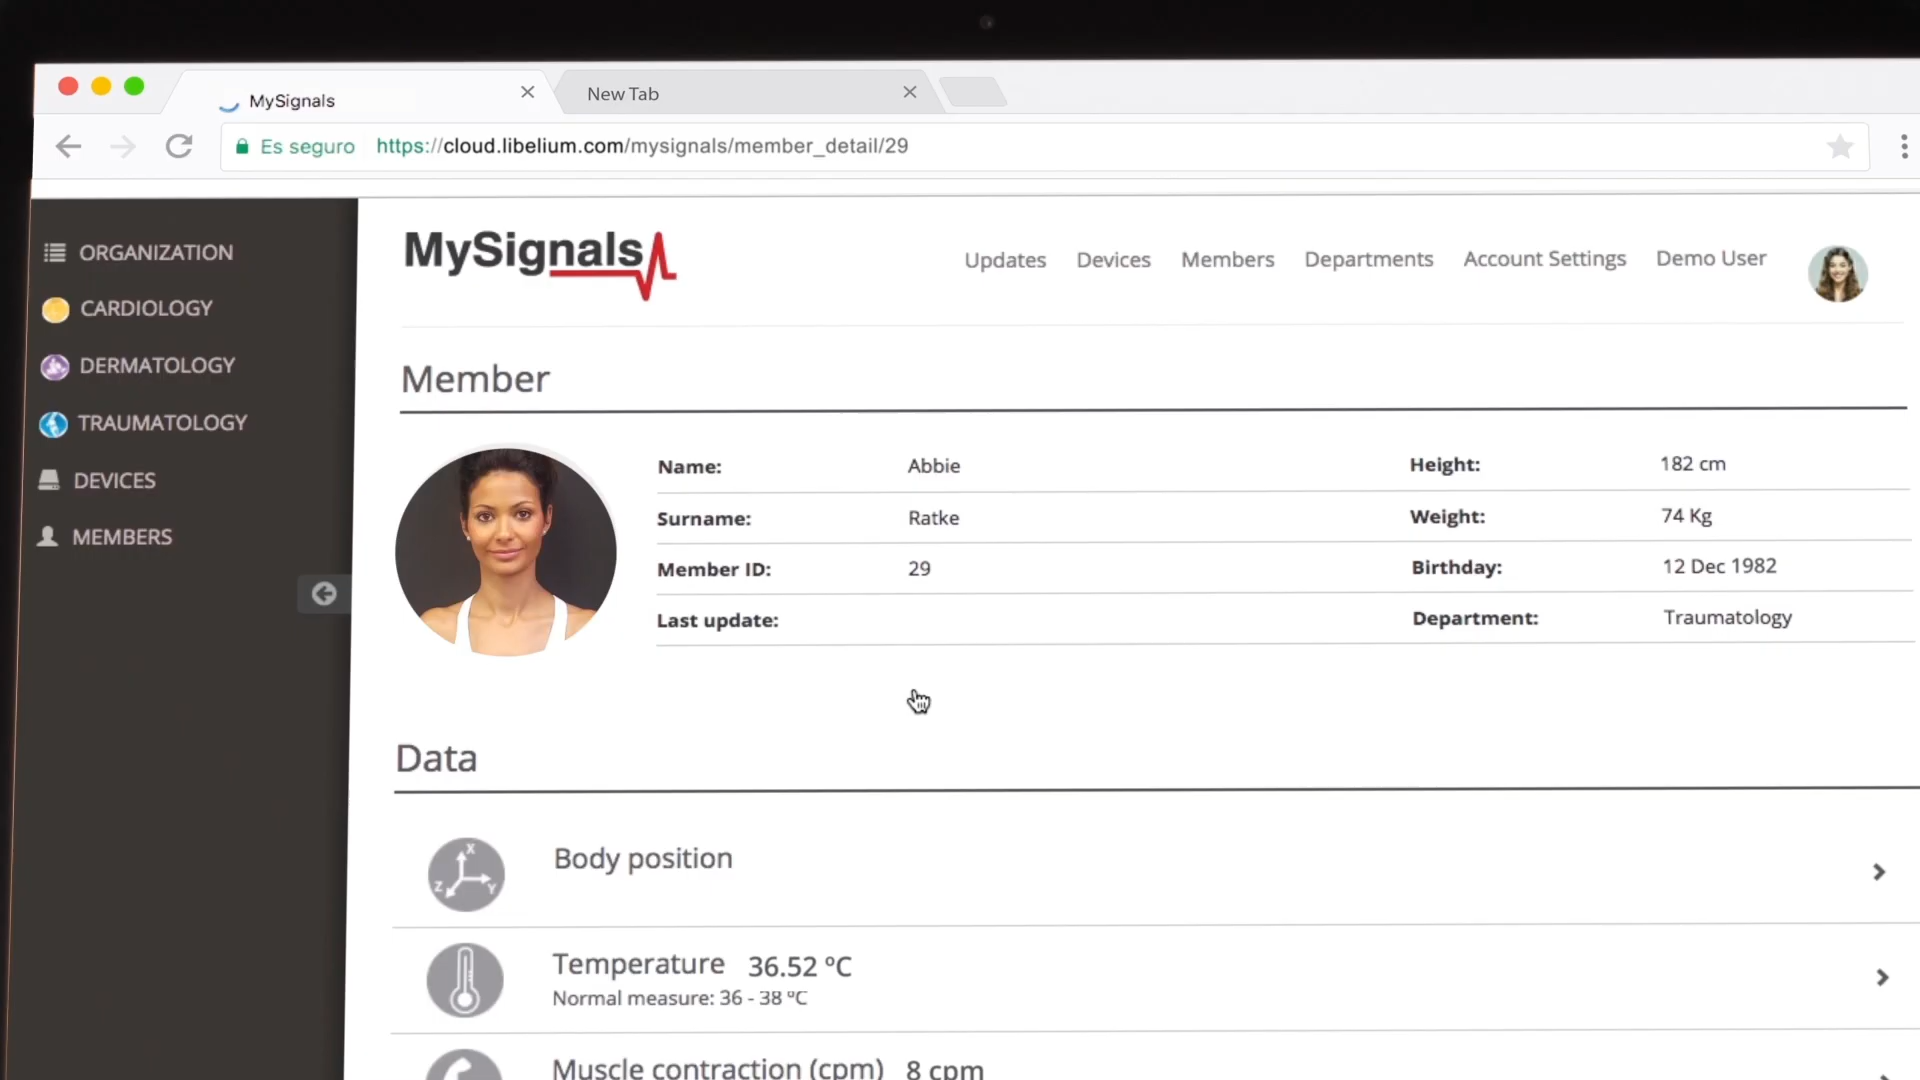 MySignals
New Tab
Es seguro https://cloud.libelium.com/mysignals/member_detail/29
ORGANIZATION
CARDIOLOGY
DERMATOLOGY
TRAUMATOLOGY
DEVICES
MEMBERS
MySignals
Updates Devices Members Departments Account Settings Demo User
Member
Name: Abbie Height: 182 cm
Surname: Ratke Weight: 74 Kg
Member ID: 29 Birthday: 12 Dec 1982
Last update: Department: Traumatology
Data
X
Z Y
Body position
Temperature 36.52 ºC
Normal measure: 36 - 38 ºC
Muscle contraction (cpm) 8 cpm